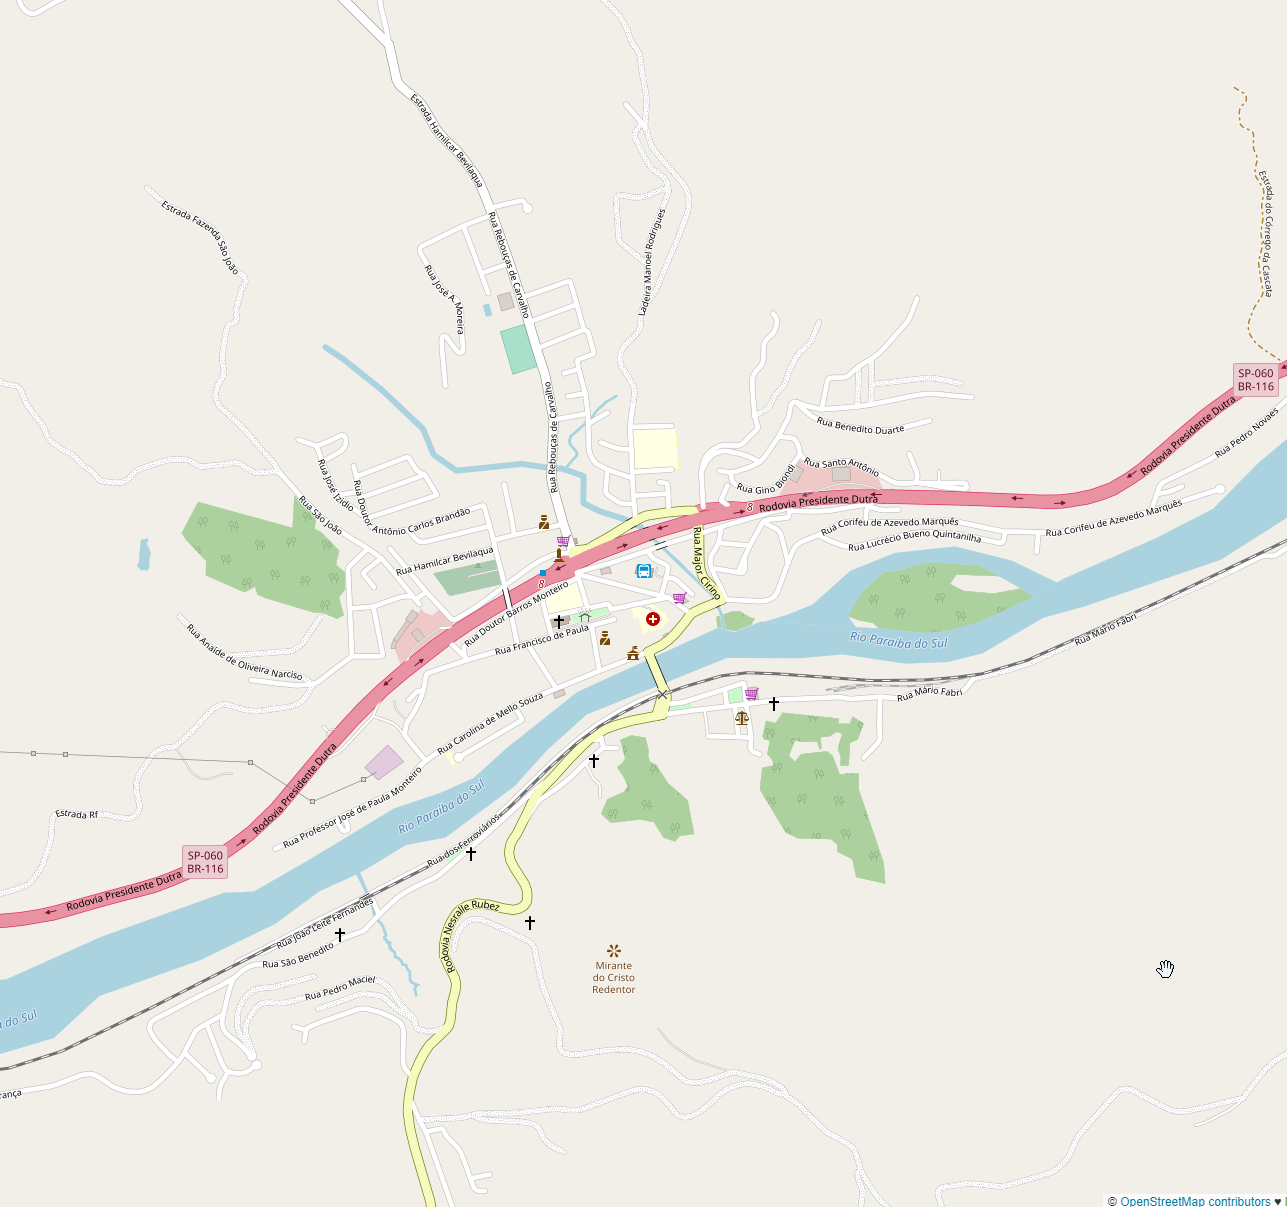 Estrada Hamilcar Bevilaqua
Estrada do Córrego da Cascata
Estrada Fazenda São João
Rua Rebouças de Carvalho
Ladeira Manoel Rodrigues
Rua José A. Moreira
SP-060
BR-116
Rodovia Presidente Dutra
Rua Pedro Novaes
Rua Rebouças de Carvalho
Rua Benedito Duarte
Rua Santo Antônio
Rua Gino Biondi
Rua José Izidio
Rua Doutor Antônio Carlos Brandão
Rua São João
8
Rodovia Presidente Dutra
Rua Corifeu de Azevedo Marquês
Rua Corifeu de Azevedo Marquês
Rua Lucrécio Bueno Quintanilha
Rua Major Cirino
Rua Hamilcar Bevilaqua
8
Rua Doutor Barros Monteiro
Rua Francisco de Paula
Rua Anaíde de Oliveira Narciso
Rio Paraíba do Sul
Rua Mário Fabri
Rua Mário Fabri
Rua Carolina de Mello Souza
Rodovia Presidente Dutra
Rua Professor José de Paula Monteiro
Rio Paraíba do Sul
Estrada Rf
Rua dos Ferroviários
SP-060
BR-116
Rodovia Presidente Dutra
Rua João Leite Fernandes
Rodovia Nesralle Rubez
Rua São Benedito
Mirante
do Cristo
Redentor
Rua Pedro Maciel
do Sul
rança
© OpenStreetMap contributors ♥